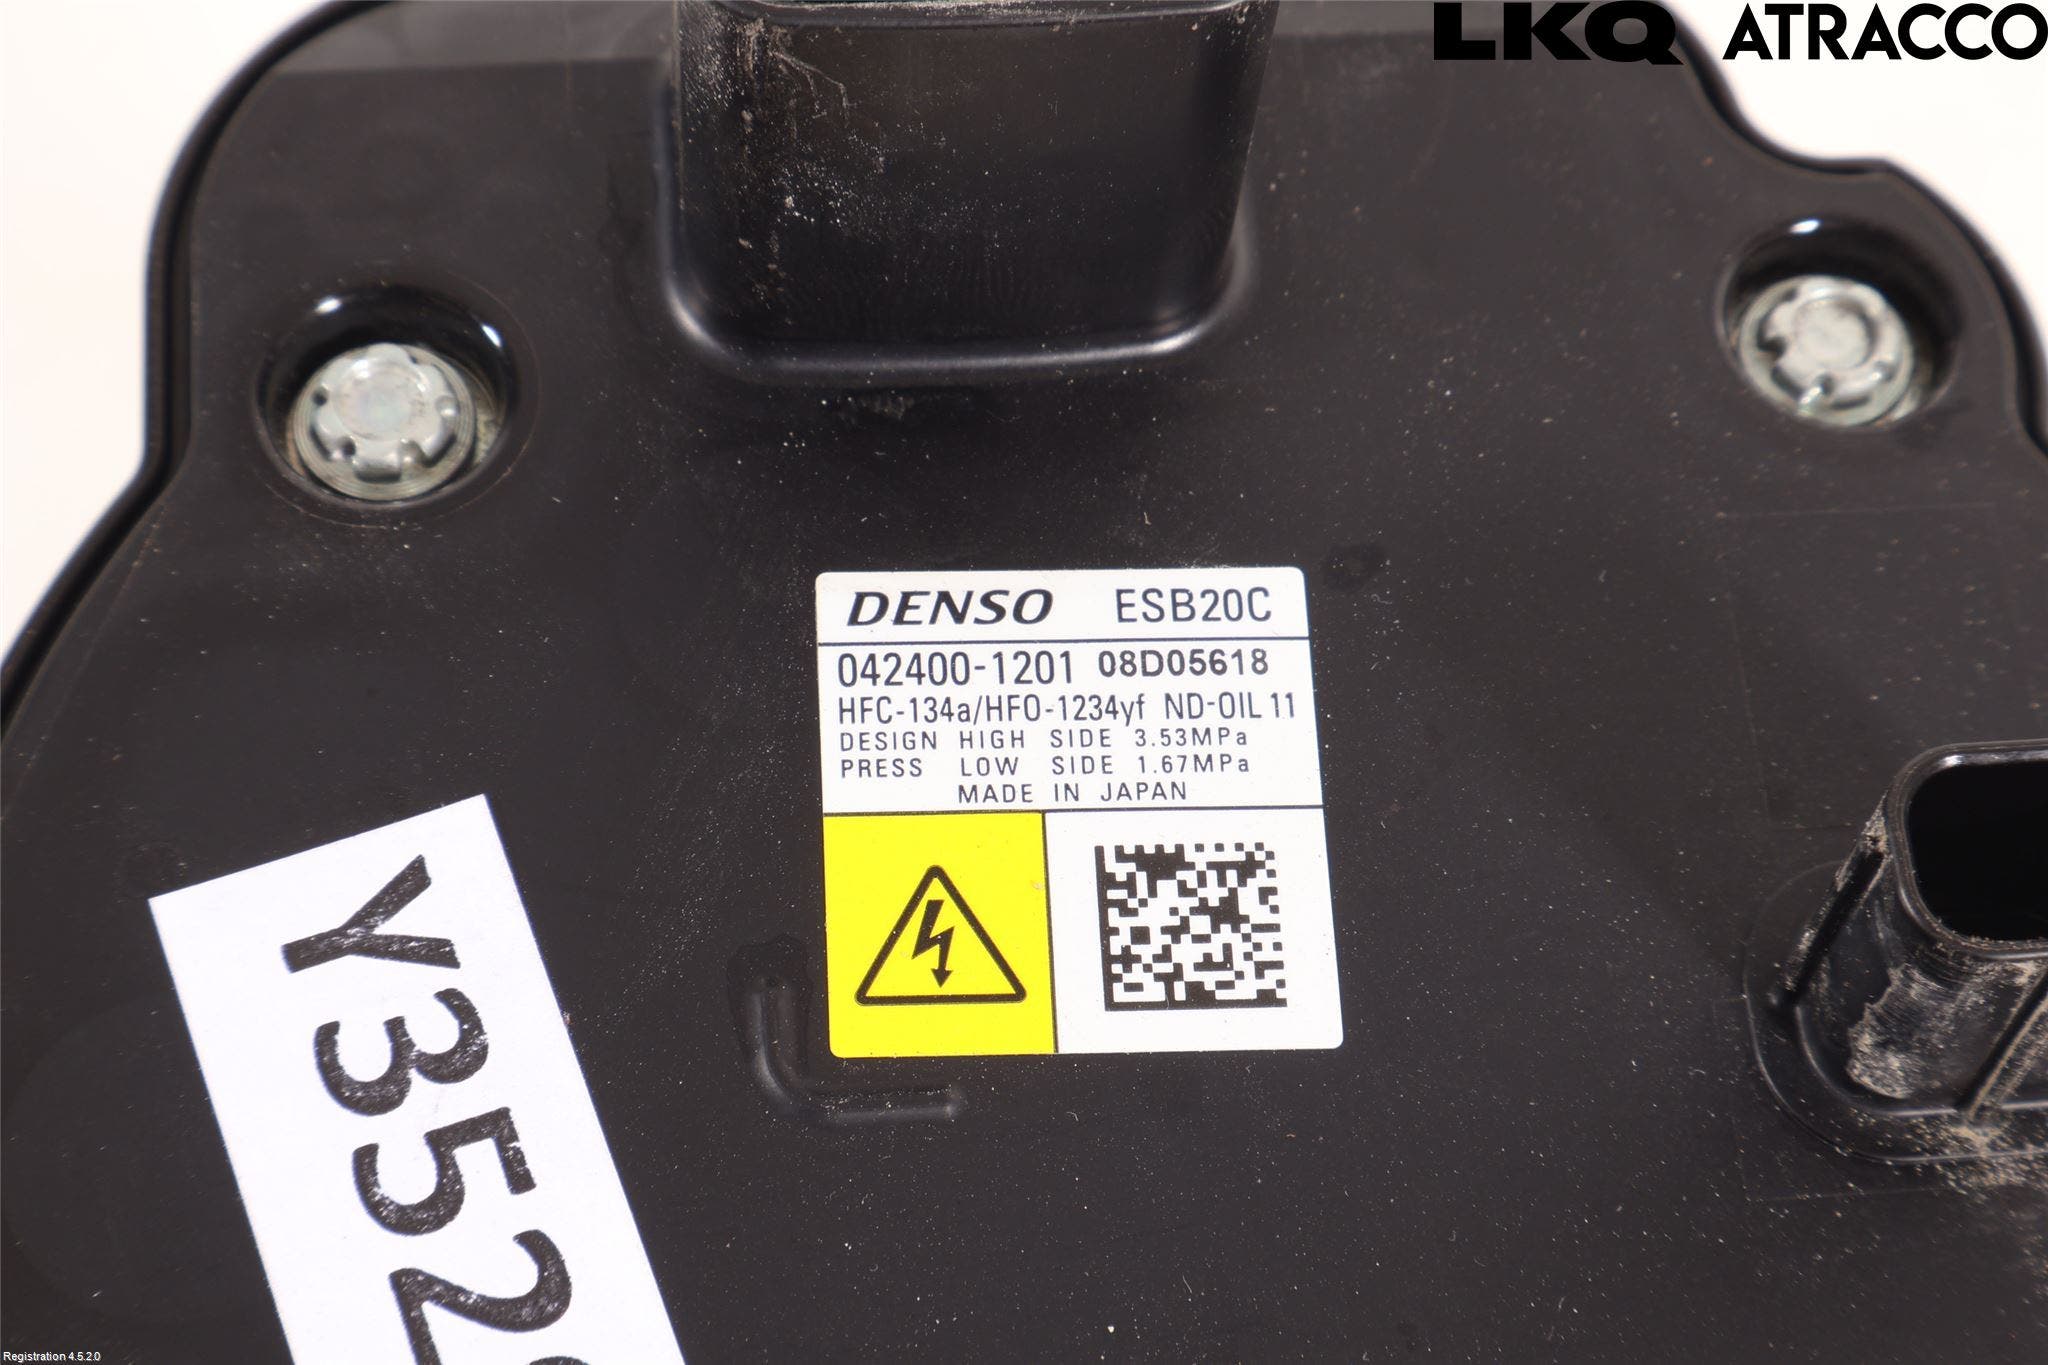 LKQ ATRACCO
DENSO ESB20C
042400-1201 08D05618
HFC-134a/HFO-1234yf ND-OIL 11
DESIGN HIGH SIDE 3.53MPa
PRESS LOW SIDE 1.67MPa
MADE IN JAPAN
Registration 4.5.2.0